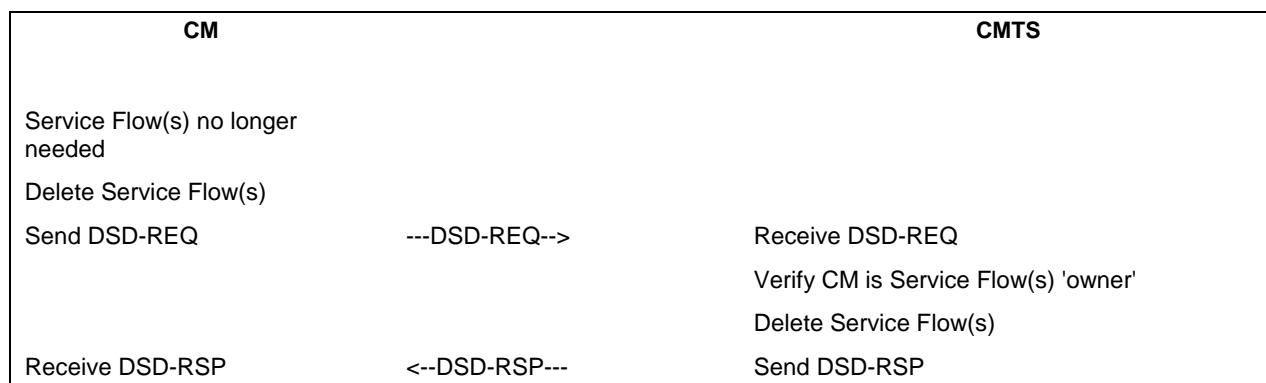 CM CMTS
Service Flow(s) no longer
needed
Delete Service Flow(s)
Send DSD-REQ ---DSD-REQ--> Receive DSD-REQ
Verify CM is Service Flow(s) 'owner'
Delete Service Flow(s)
Receive DSD-RSP <--DSD-RSP--- Send DSD-RSP